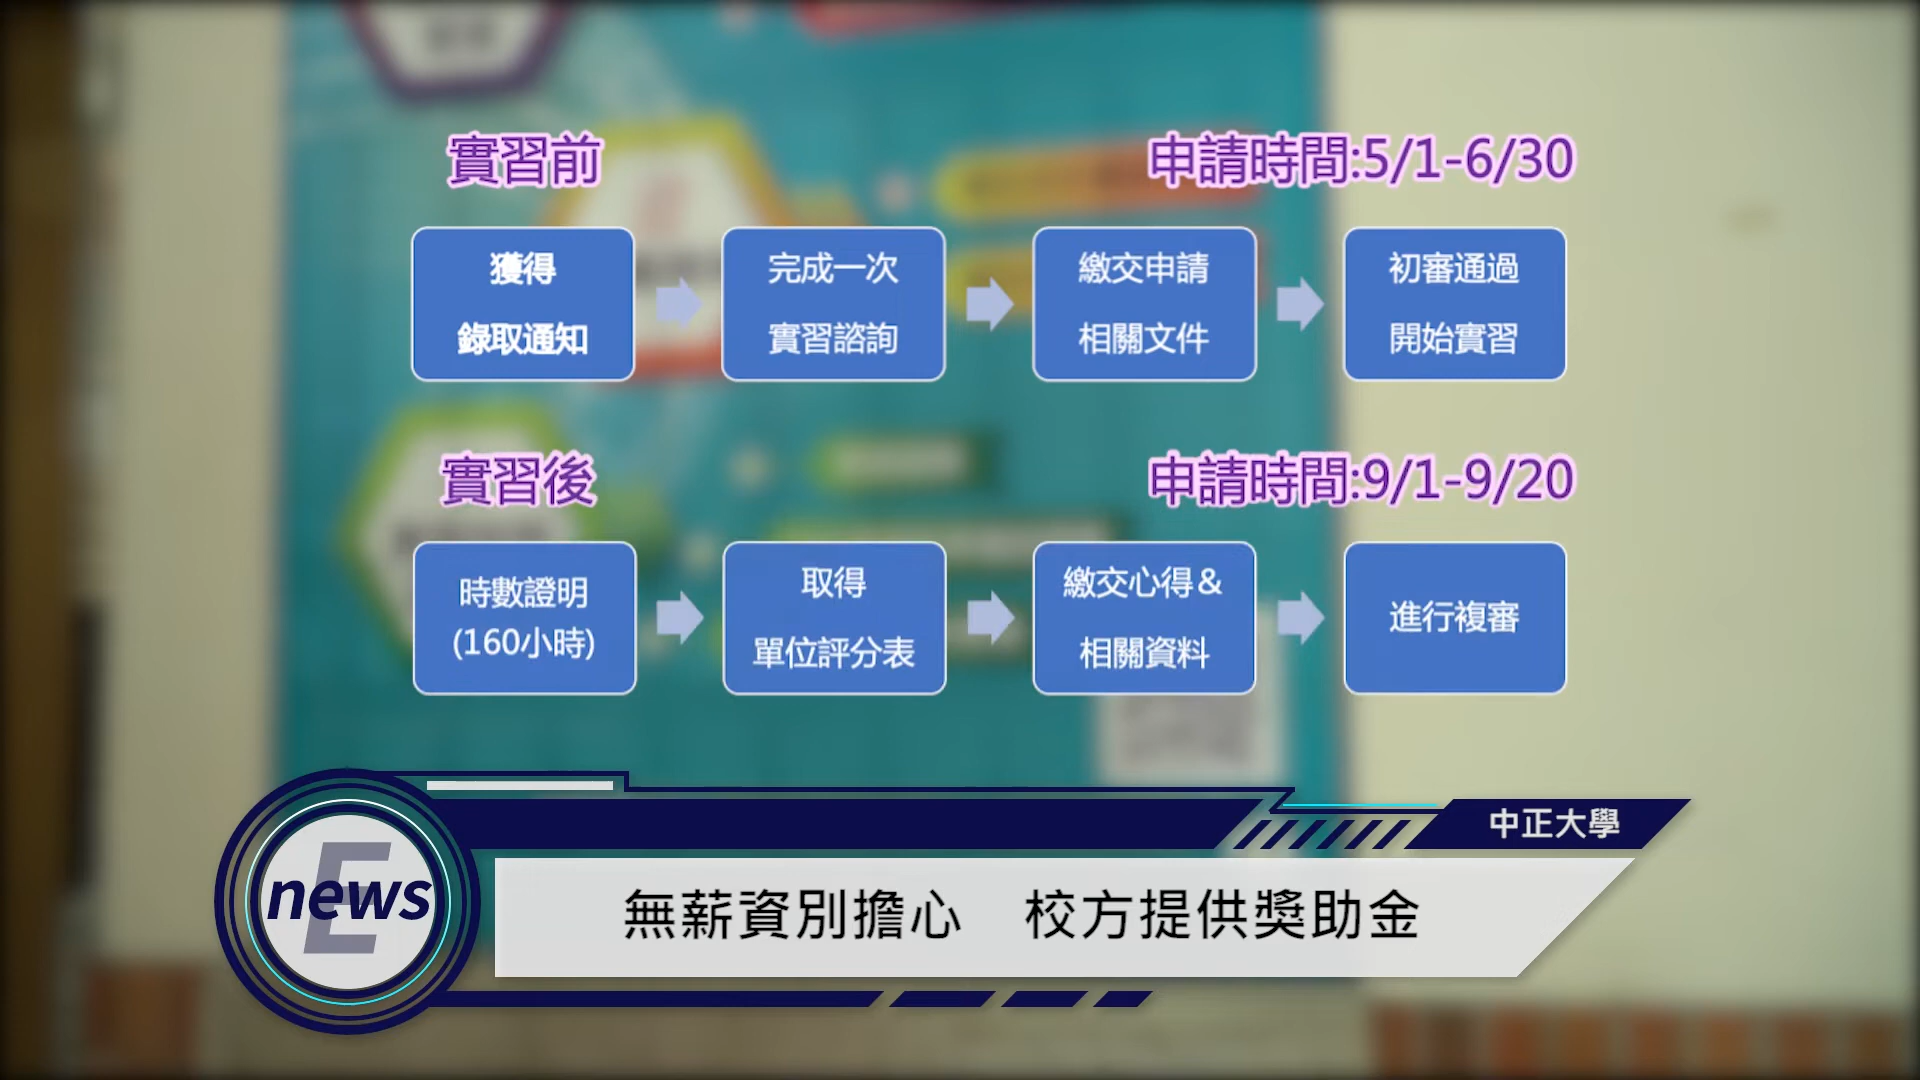 實習前
申請時間:5/1-6/30
獲得
錄取通知
完成一次
實習諮詢
繳交申請
相關文件
初審通過
開始實習
實習後
申請時間:9/1-9/20
時數證明
(160小時)
取得
單位評分表
繳交心得&
相關資料
進行複審
中正大學
E
news
無薪資別擔心 校方提供獎助金